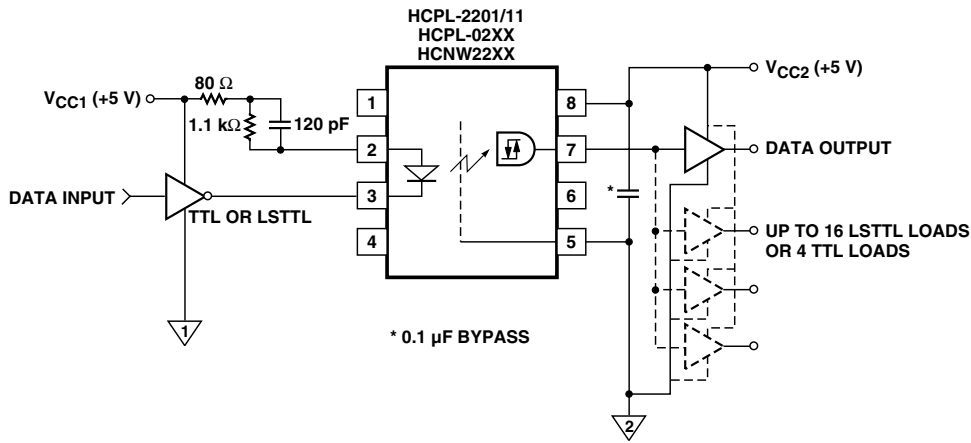 HCPL-2201/11
HCPL-02XX
HCNW22XX
VCC1 (+5 V)
80 Ω
1.1 kΩ
120 pF
1
2
3
4
8
7
6
5
VCC2 (+5 V)
DATA INPUT
TTL OR LSTTL
DATA OUTPUT
*
UP TO 16 LSTTL LOADS
OR 4 TTL LOADS
1
* 0.1 µF BYPASS
2